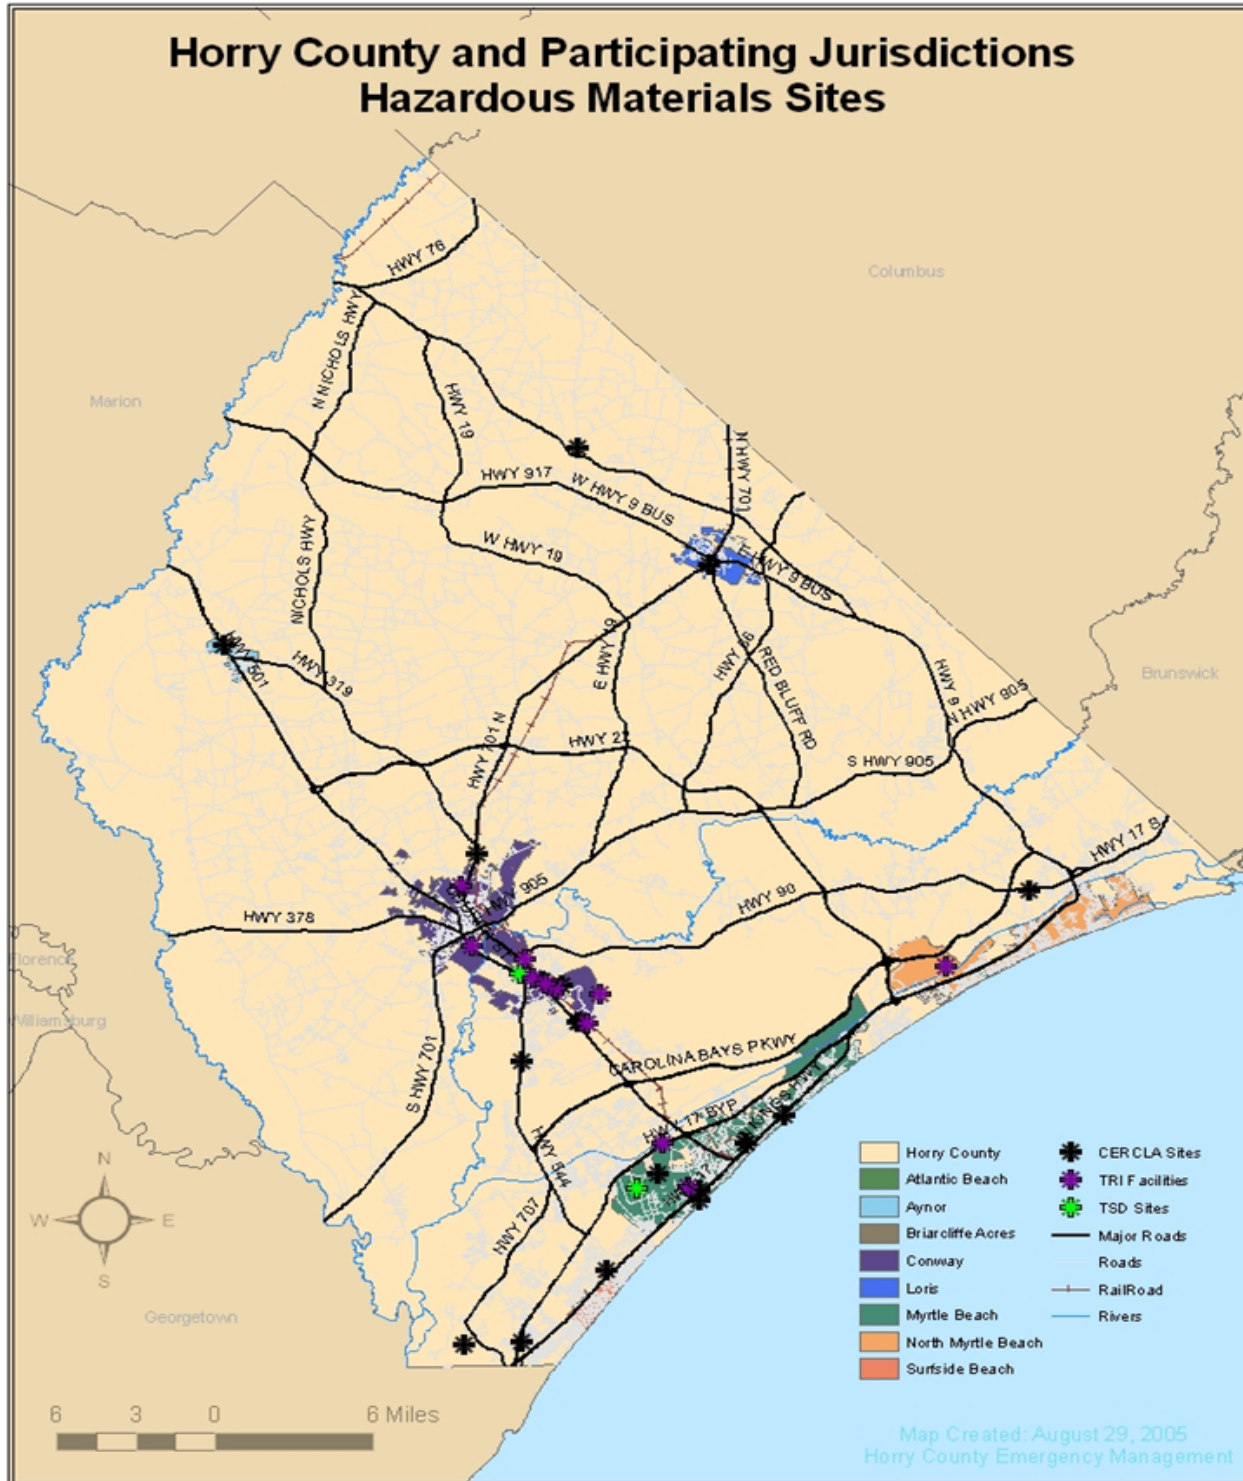 Horry County and Participating Jurisdictions
Hazardous Materials Sites
Columbus
HWY 76
N NICHOLS HWY
Marion
HWY 19
N HWY 701
HWY 917
W HWY 9 BUS
W HWY 19
E HWY 9 BUS
NICHOLS HWY
HWY 501
HWY 319
E HWY 19
HWY 66
RED BLUFF RD
HWY 9
N HWY 905
Brunswick
HWY 701 N
HWY 22
S HWY 905
HWY 17 S
HWY 905
HWY 90
HWY 378
Florence
Williamsburg
S HWY 701
CAROLINA BAYS PKWY
HWY 17 BYP
KINGS HWY
HWY 544
HWY 17
HWY 707
N
W
E
S
Georgetown
Horry County
Atlantic Beach
Aynor
Briarcliffe Acres
Conway
Loris
Myrtle Beach
North Myrtle Beach
Surfside Beach
CERCLA Sites
TRI Facilities
TSD Sites
Major Roads
Roads
RailRoad
Rivers
6 3 0 6 Miles
Map Created: August 29, 2005
Horry County Emergency Management